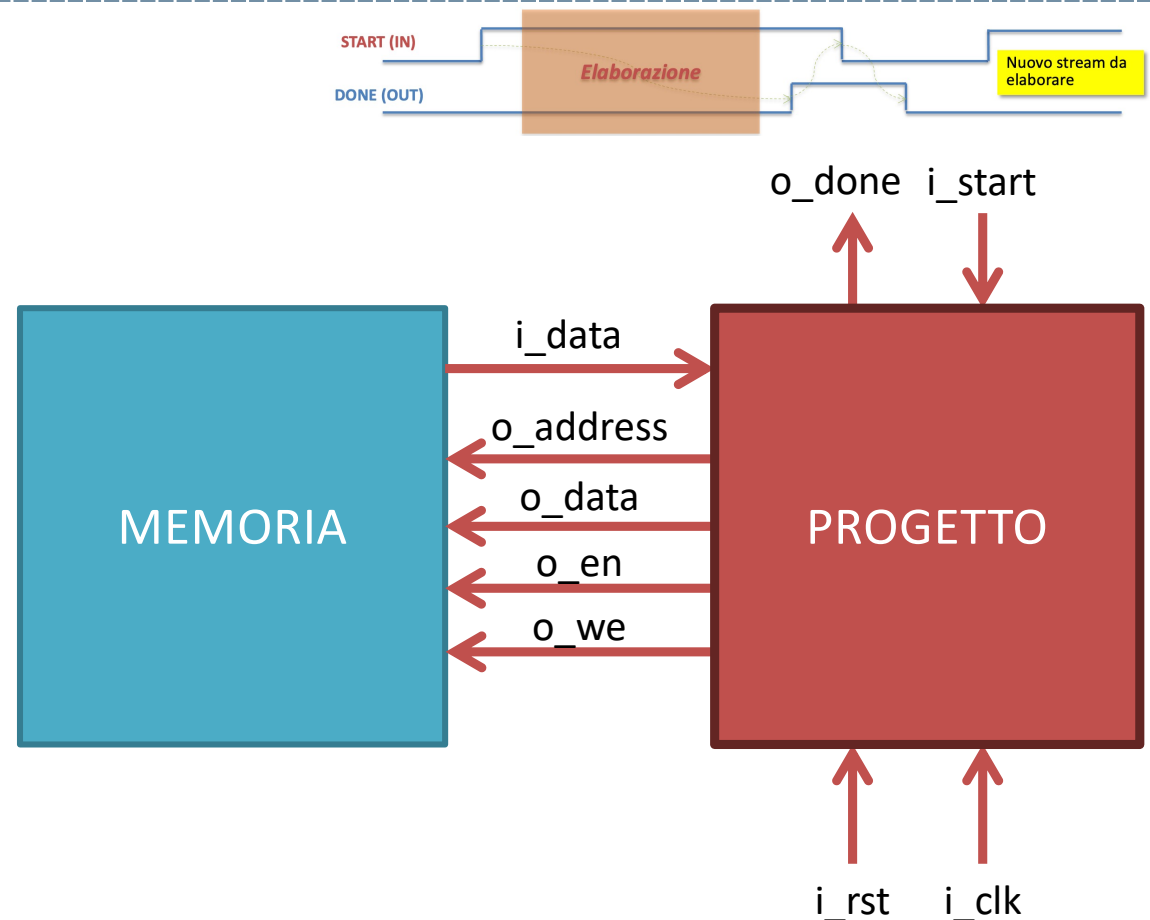 START (IN)
Elaborazione
Nuovo stream da
elaborare
DONE (OUT)
o_done
i_start
i_data
o_address
o_data
o_en
o_we
MEMORIA
PROGETTO
i_rst
i_clk